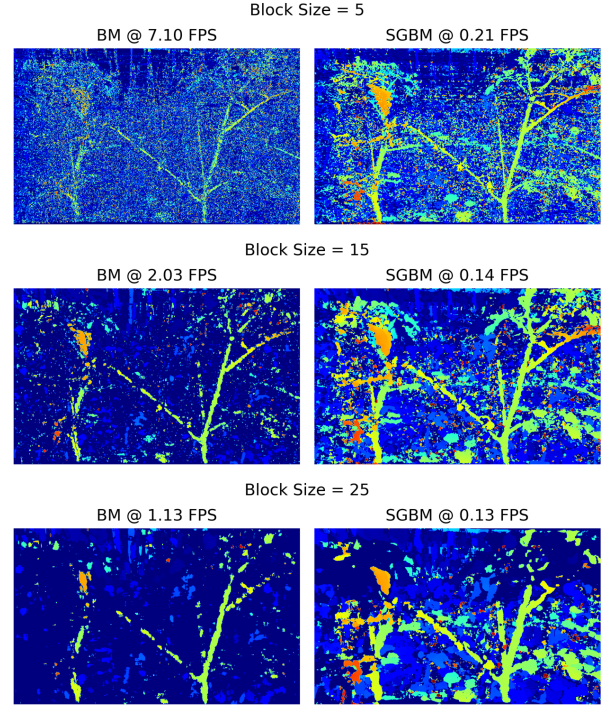 Block Size = 5
BM @ 7.10 FPS
SGBM @ 0.21 FPS
Block Size = 15
BM @ 2.03 FPS
SGBM @ 0.14 FPS
Block Size = 25
BM @ 1.13 FPS
SGBM @ 0.13 FPS